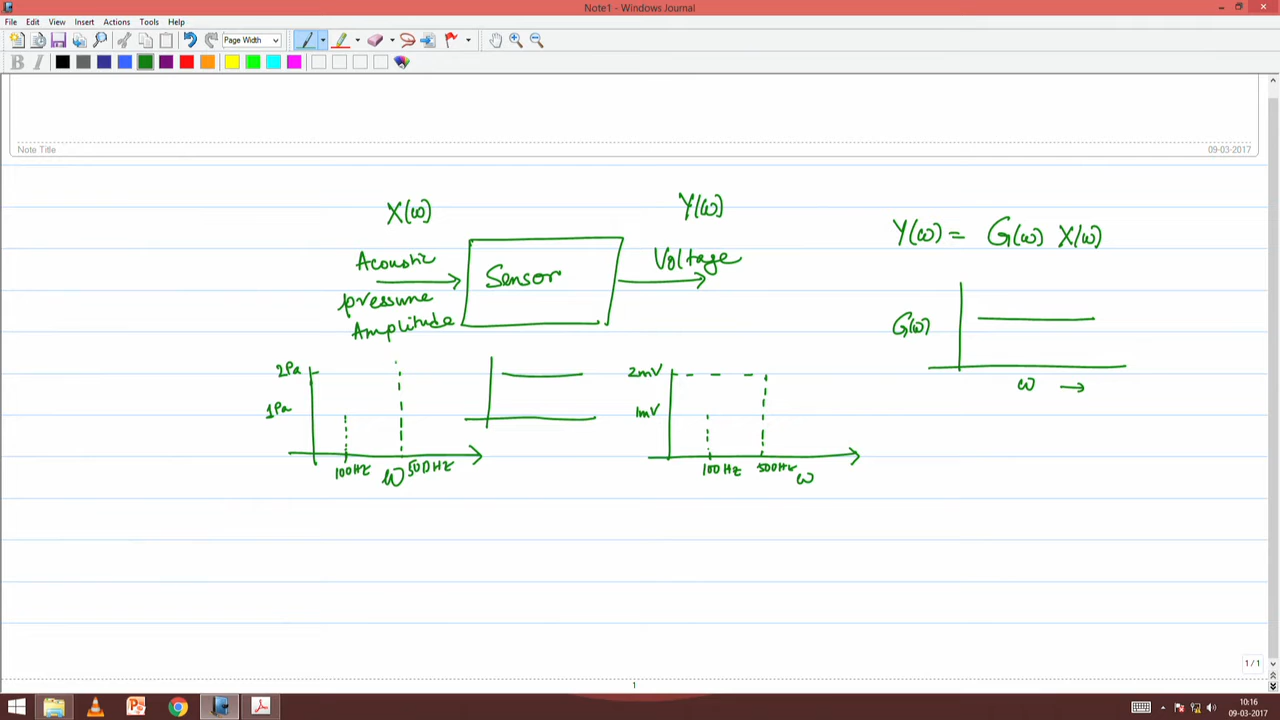 Note1 - Windows Journal
File Edit View Insert Actions Tools Help
Page Width
B I
Note Title
09-03-2017
X(ω) Y(ω)
Y(ω) = G(ω) X(ω)
Acoustic
pressure
Amplitude
Sensor
Voltage
G(ω)
ω
2Pa
1Pa
100Hz
ω
500Hz
2mV
1mV
100Hz
500Hz
ω
1 / 1
1
10:16
09-03-2017